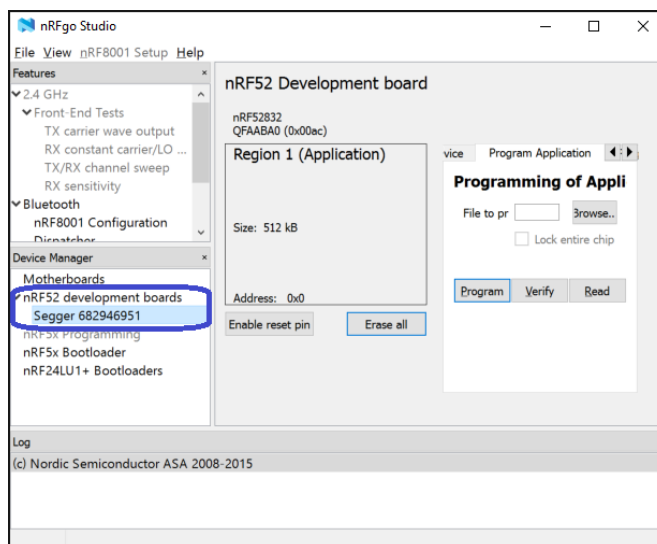 nRFgo Studio
File View nRF8001 Setup Help
Features
2.4 GHz
Front-End Tests
TX carrier wave output
RX constant carrier/LO ...
TX/RX channel sweep
RX sensitivity
Bluetooth
nRF8001 Configuration
Dispatcher
Device Manager
Motherboards
nRF52 development boards
Segger 682946951
nRF5x Programming
nRF5x Bootloader
nRF24LU1+ Bootloaders
nRF52 Development board
nRF52832
QFAABA0 (0x00ac)
Region 1 (Application)
Size: 512 kB
Address: 0x0
Enable reset pin Erase all
vice Program Application
Programming of Appli
File to pr Browse..
Lock entire chip
Program Verify Read
Log
(c) Nordic Semiconductor ASA 2008-2015